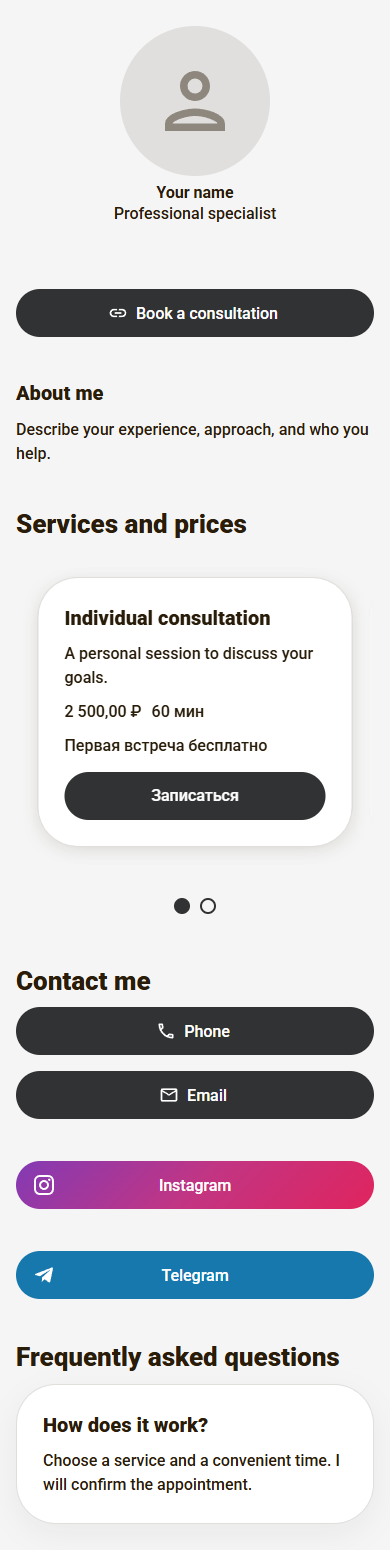 Your name
Professional specialist
Book a consultation
About me
Describe your experience, approach, and who you
help.
Services and prices
Individual consultation
A personal session to discuss your
goals.
2 500,00 ₽ 60 мин
Первая встреча бесплатно
Записаться
Contact me
Phone
Email
Instagram
Telegram
Frequently asked questions
How does it work?
Choose a service and a convenient time. I
will confirm the appointment.